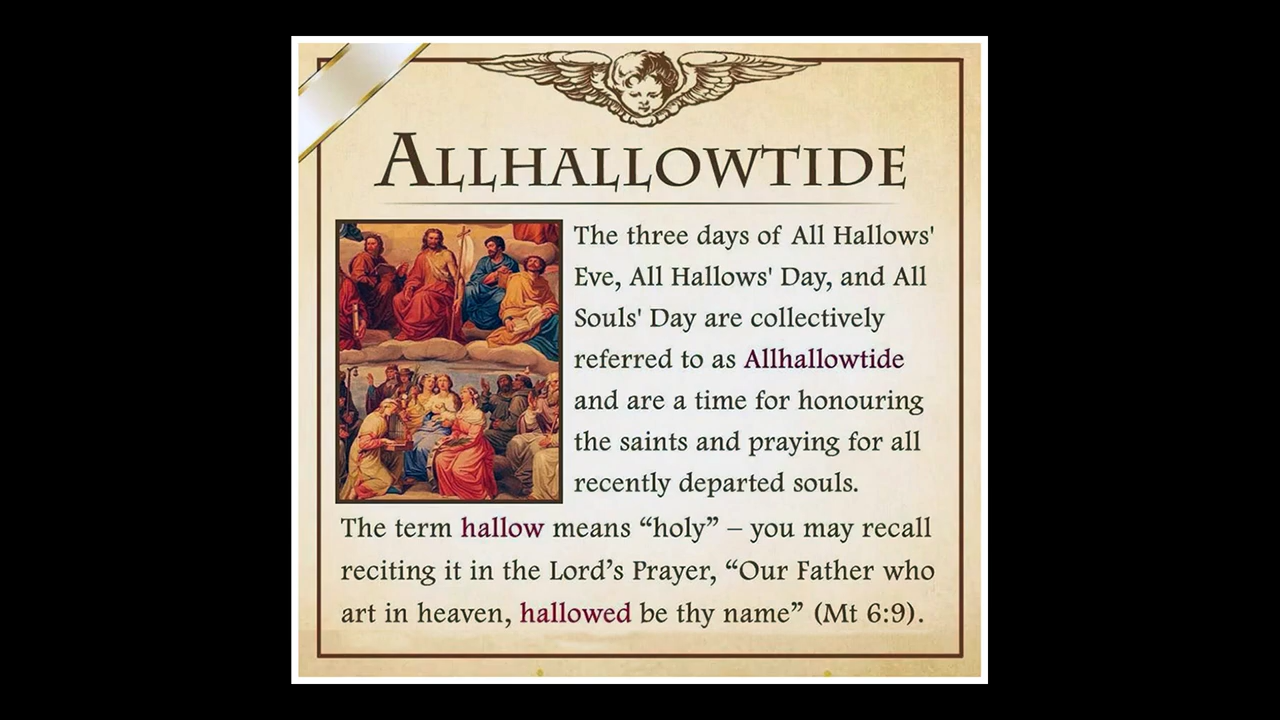 ALLHALLOWTIDE
The three days of All Hallows'
Eve, All Hallows' Day, and All
Souls' Day are collectively
referred to as Allhallowtide
and are a time for honouring
the saints and praying for all
recently departed souls.
The term hallow means “holy” – you may recall
reciting it in the Lord’s Prayer, “Our Father who
art in heaven, hallowed be thy name” (Mt 6:9).